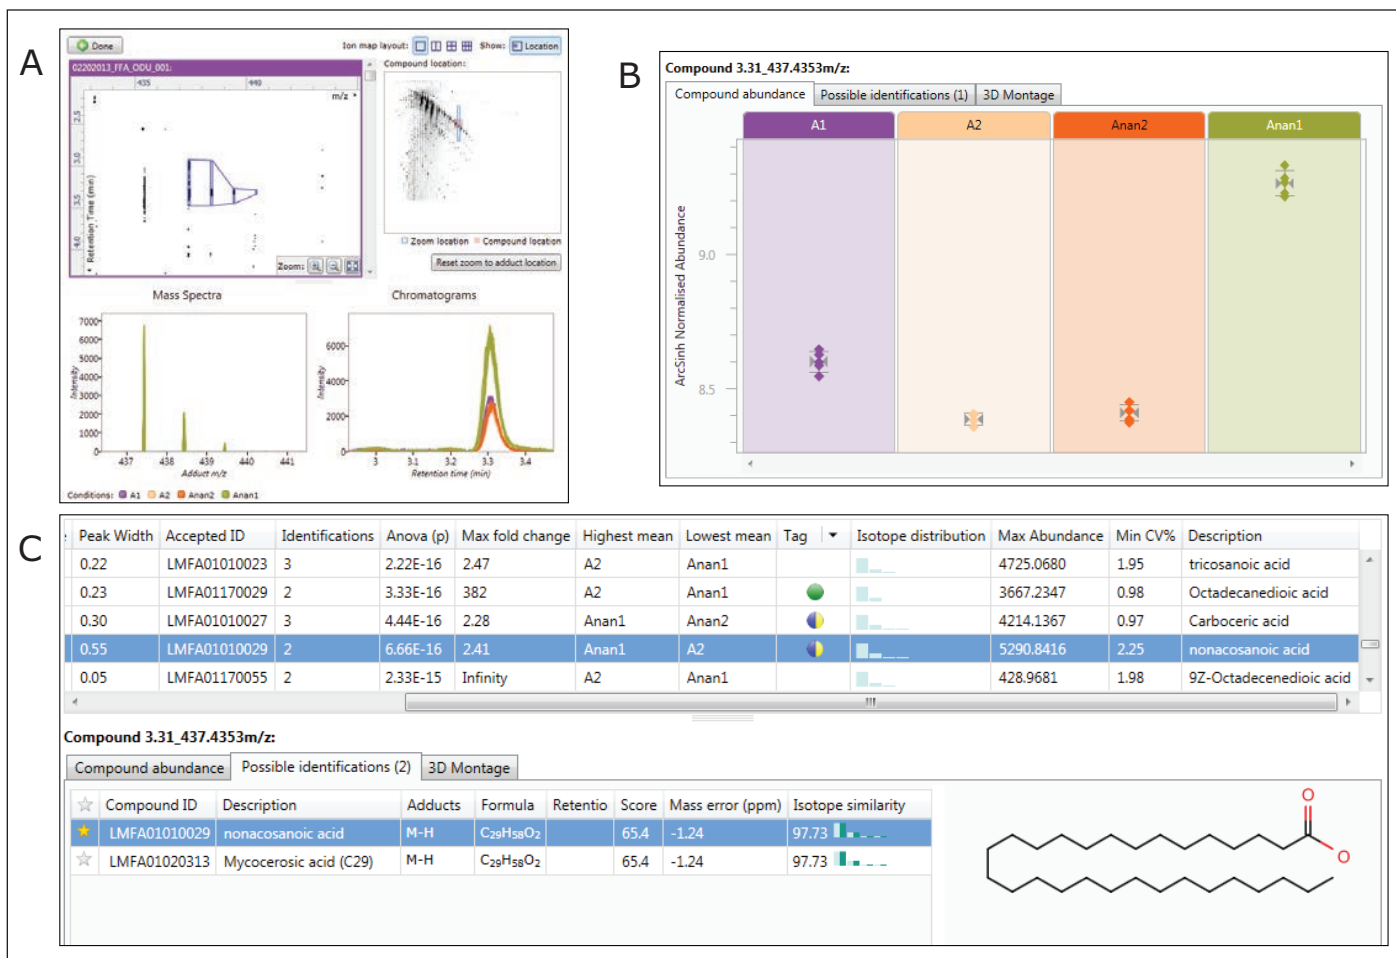 A
Done
Ion map layout: Show: Location
02202013_FFA_ODU_001:
Compound location:
435 440
m/z
2.5
3.0
3.5
4.0
Retention Time (min)
Zoom:
Zoom location Compound location
Reset zoom to adduct location
Mass Spectra
Chromatograms
7000
6000
5000
4000
3000
2000
1000
0
Intensity
437 438 439 440 441
Adduct m/z
6000
4000
2000
0
Intensity
3 3.1 3.2 3.3 3.4
Retention time (min)
Conditions: A1 A2 Anan2 Anan1
B
Compound 3.31_437.4353m/z:
Compound abundance Possible identifications (1) 3D Montage
A1 A2 Anan2 Anan1
ArcSinh Normalised Abundance
9.0
8.5
C
Peak Width Accepted ID Identifications Anova (p) Max fold change Highest mean Lowest mean Tag Isotope distribution Max Abundance Min CV% Description
0.22 LMFA01010023 3 2.22E-16 2.47 A2 Anan1 4725.0680 1.95 tricosanoic acid
0.23 LMFA01170029 2 3.33E-16 382 A2 Anan1 3667.2347 0.98 Octadecanedioic acid
0.30 LMFA01010027 3 4.44E-16 2.28 Anan1 Anan2 4214.1367 0.97 Carboceric acid
0.55 LMFA01010029 2 6.66E-16 2.41 Anan1 A2 5290.8416 2.25 nonacosanoic acid
0.05 LMFA01170055 2 2.33E-15 Infinity A2 Anan1 428.9681 1.98 9Z-Octadecenedioic acid
Compound 3.31_437.4353m/z:
Compound abundance Possible identifications (2) 3D Montage
Compound ID Description Adducts Formula Retentio Score Mass error (ppm) Isotope similarity
LMFA01010029 nonacosanoic acid M-H C₂₉H₅₈O₂ 65.4 -1.24 97.73
LMFA01020313 Mycocerosic acid (C29) M-H C₂₉H₅₈O₂ 65.4 -1.24 97.73
O
O